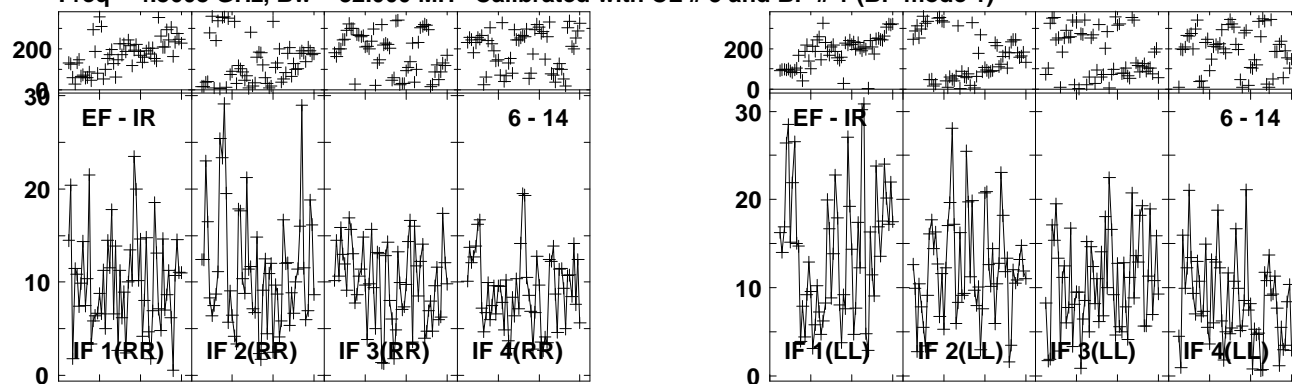 200
0
30
20
10
0
EF - IR
6 - 14
IF 1(RR)
IF 2(RR)
IF 3(RR)
IF 4(RR)
200
0
30
20
10
0
EF - IR
6 - 14
IF 1(LL)
IF 2(LL)
IF 3(LL)
IF 4(LL)